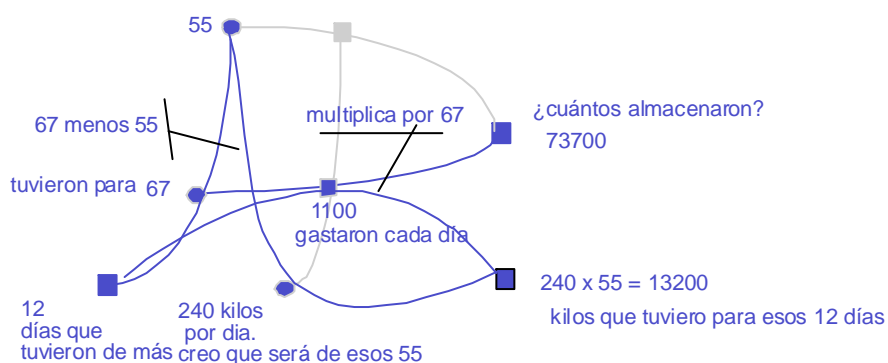 55
67 menos 55
multiplica por 67
¿cuántos almacenaron?
73700
tuvieron para 67
1100
gastaron cada día
12
días que
tuvieron de más
240 kilos
por dia.
creo que será de esos 55
240 x 55 = 13200
kilos que tuviero para esos 12 días